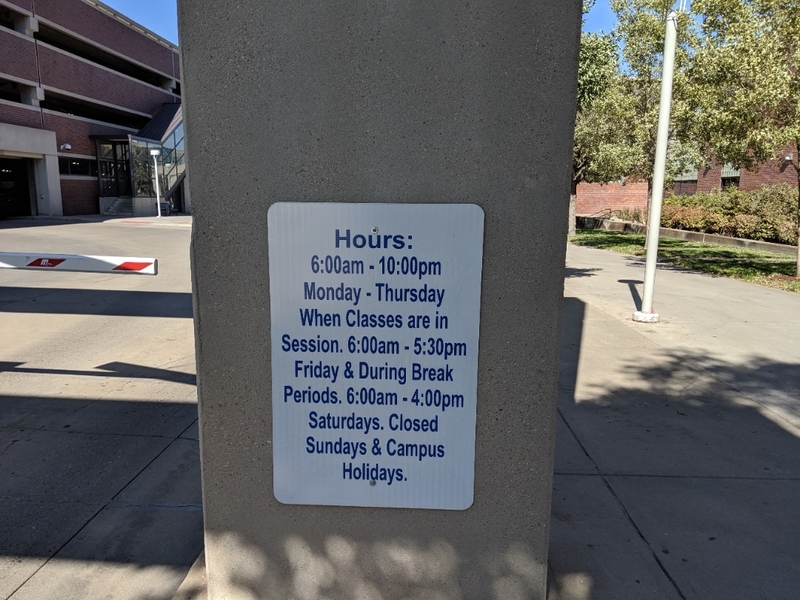 Hours:
6:00am - 10:00pm
Monday - Thursday
When Classes are in
Session. 6:00am - 5:30pm
Friday & During Break
Periods. 6:00am - 4:00pm
Saturdays. Closed
Sundays & Campus
Holidays.